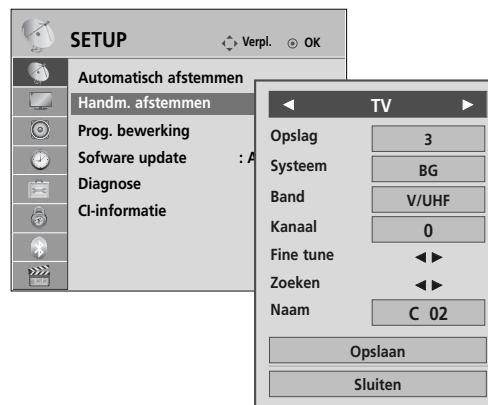 SETUP
Verpl. OK
Automatisch afstemmen
Handm. afstemmen
Prog. bewerking
Sofware update : A
Diagnose
CI-informatie
◄ TV ►
Opslag 3
Systeem BG
Band V/UHF
Kanaal 0
Fine tune ◄ ►
Zoeken ◄ ►
Naam C 02
Opslaan
Sluiten